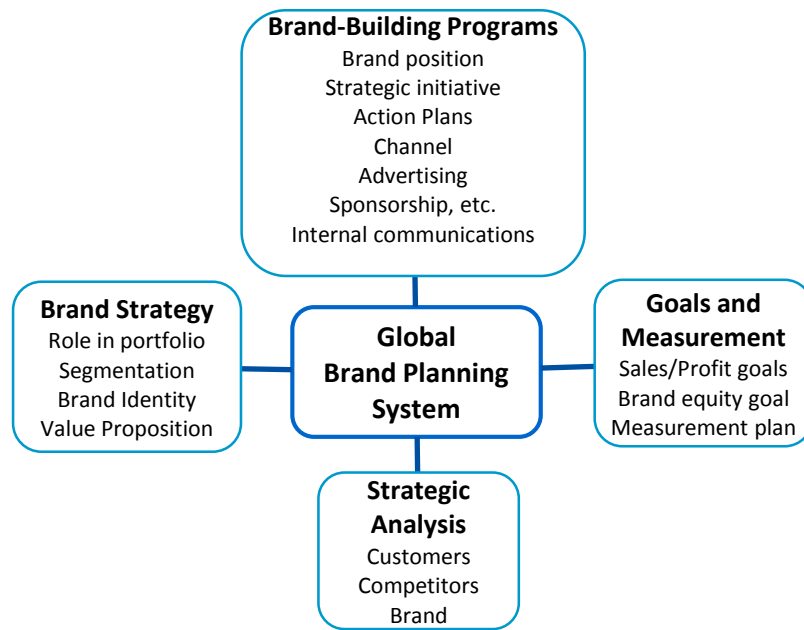 Brand-Building Programs
Brand position
Strategic initiative
Action Plans
Channel
Advertising
Sponsorship, etc.
Internal communications
Brand Strategy
Role in portfolio
Segmentation
Brand Identity
Value Proposition
Global
Brand Planning
System
Goals and
Measurement
Sales/Profit goals
Brand equity goal
Measurement plan
Strategic
Analysis
Customers
Competitors
Brand